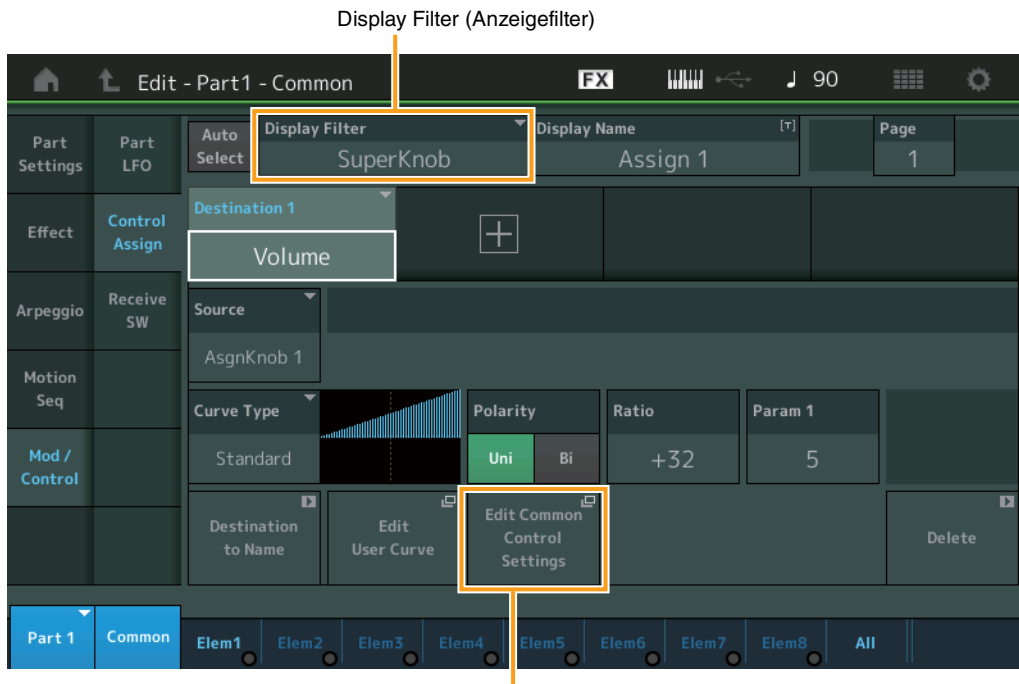 Display Filter (Anzeigefilter)
Edit - Part1 - Common
FX
90
Part
Settings
Part
LFO
Auto
Select
Display Filter
SuperKnob
Display Name
[T]
Assign 1
Page
1
Effect
Control
Assign
Destination 1
Volume
Arpeggio
Receive
SW
Source
AsgnKnob 1
Motion
Seq
Curve Type
Standard
Polarity
Uni
Bi
Ratio
+32
Param 1
5
Mod /
Control
Destination
to Name
Edit
User Curve
Edit Common
Control
Settings
Delete
Part 1
Common
Elem1
Elem2
Elem3
Elem4
Elem5
Elem6
Elem7
Elem8
All